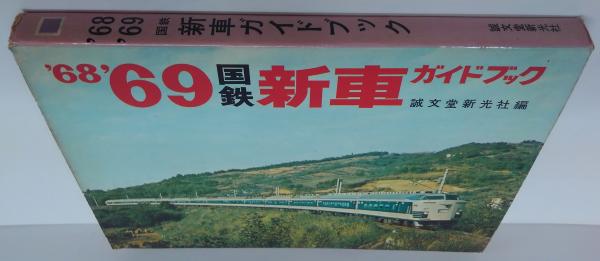 '68
'69 国鉄 新車ガイドブック 誠文堂新光社
'68 '69 国鉄 新車 ガイドブック
誠文堂新光社編